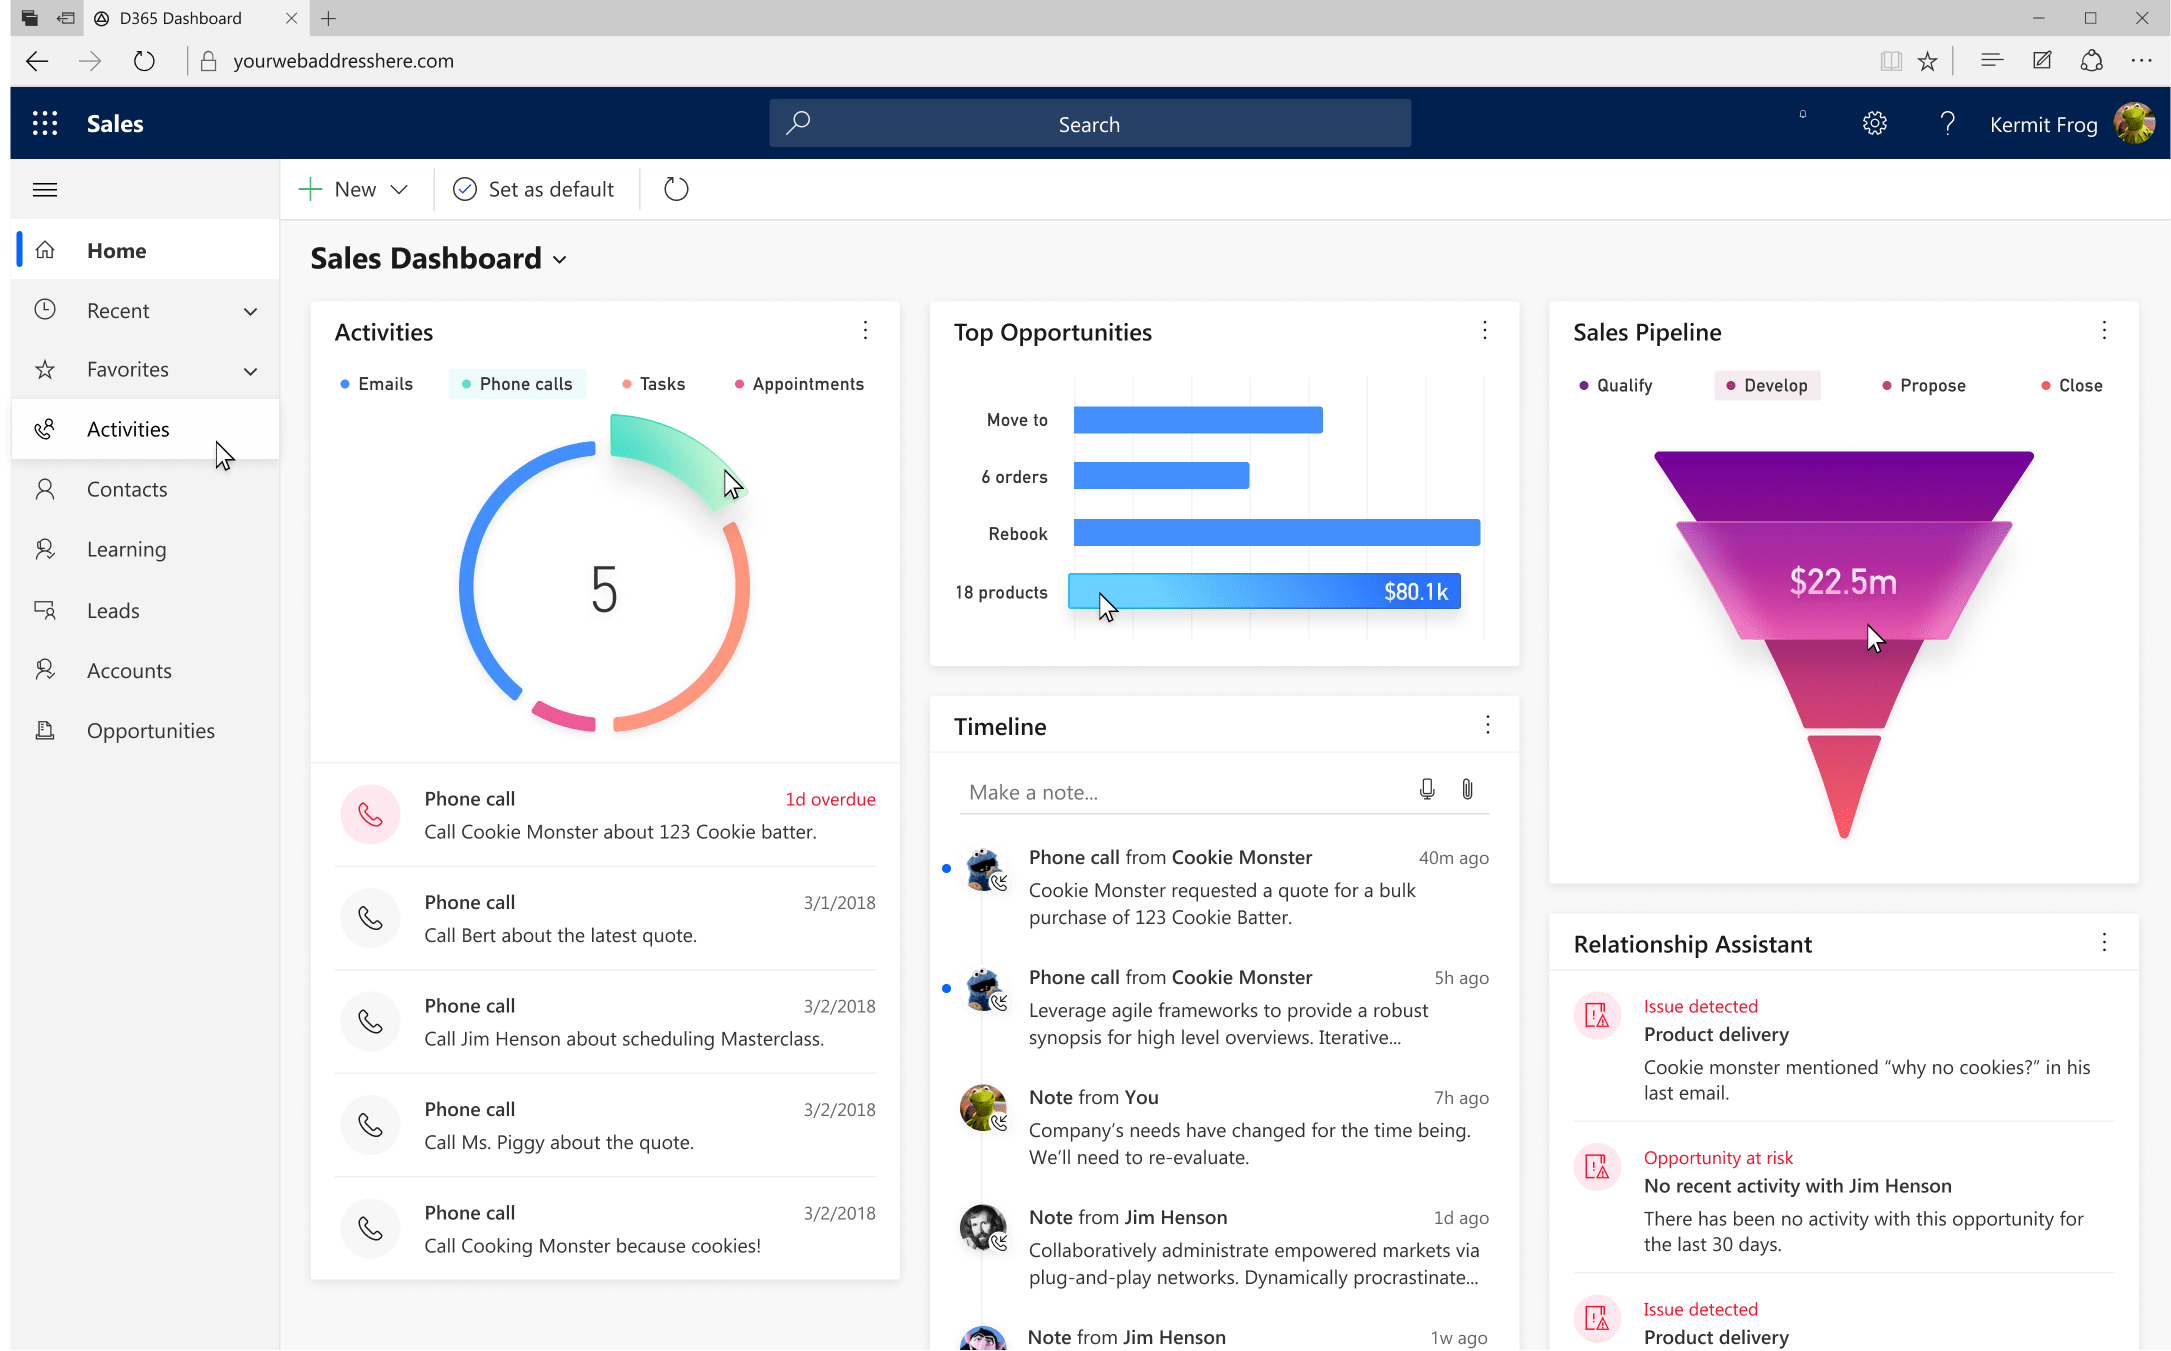 D365 Dashboard
yourwebaddresshere.com
Sales
Search
Kermit Frog
New
Set as default
Home
Recent
Favorites
Activities
Contacts
Learning
Leads
Accounts
Opportunities
Sales Dashboard
Activities
Emails
Phone calls
Tasks
Appointments
5
Phone call
1d overdue
Call Cookie Monster about 123 Cookie batter.
Phone call
3/1/2018
Call Bert about the latest quote.
Phone call
3/2/2018
Call Jim Henson about scheduling Masterclass.
Phone call
3/2/2018
Call Ms. Piggy about the quote.
Phone call
3/2/2018
Call Cooking Monster because cookies!
Top Opportunities
Move to
6 orders
Rebook
18 products
$80.1k
Timeline
Make a note...
Phone call from Cookie Monster
40m ago
Cookie Monster requested a quote for a bulk
purchase of 123 Cookie Batter.
Phone call from Cookie Monster
5h ago
Leverage agile frameworks to provide a robust
synopsis for high level overviews. Iterative...
Note from You
7h ago
Company's needs have changed for the time being.
We'll need to re-evaluate.
Note from Jim Henson
1d ago
Collaboratively administrate empowered markets via
plug-and-play networks. Dynamically procrastinate...
Note from Jim Henson
1w ago
Sales Pipeline
Qualify
Develop
Propose
Close
$22.5m
Relationship Assistant
Issue detected
Product delivery
Cookie monster mentioned “why no cookies?” in his
last email.
Opportunity at risk
No recent activity with Jim Henson
There has been no activity with this opportunity for
the last 30 days.
Issue detected
Product delivery